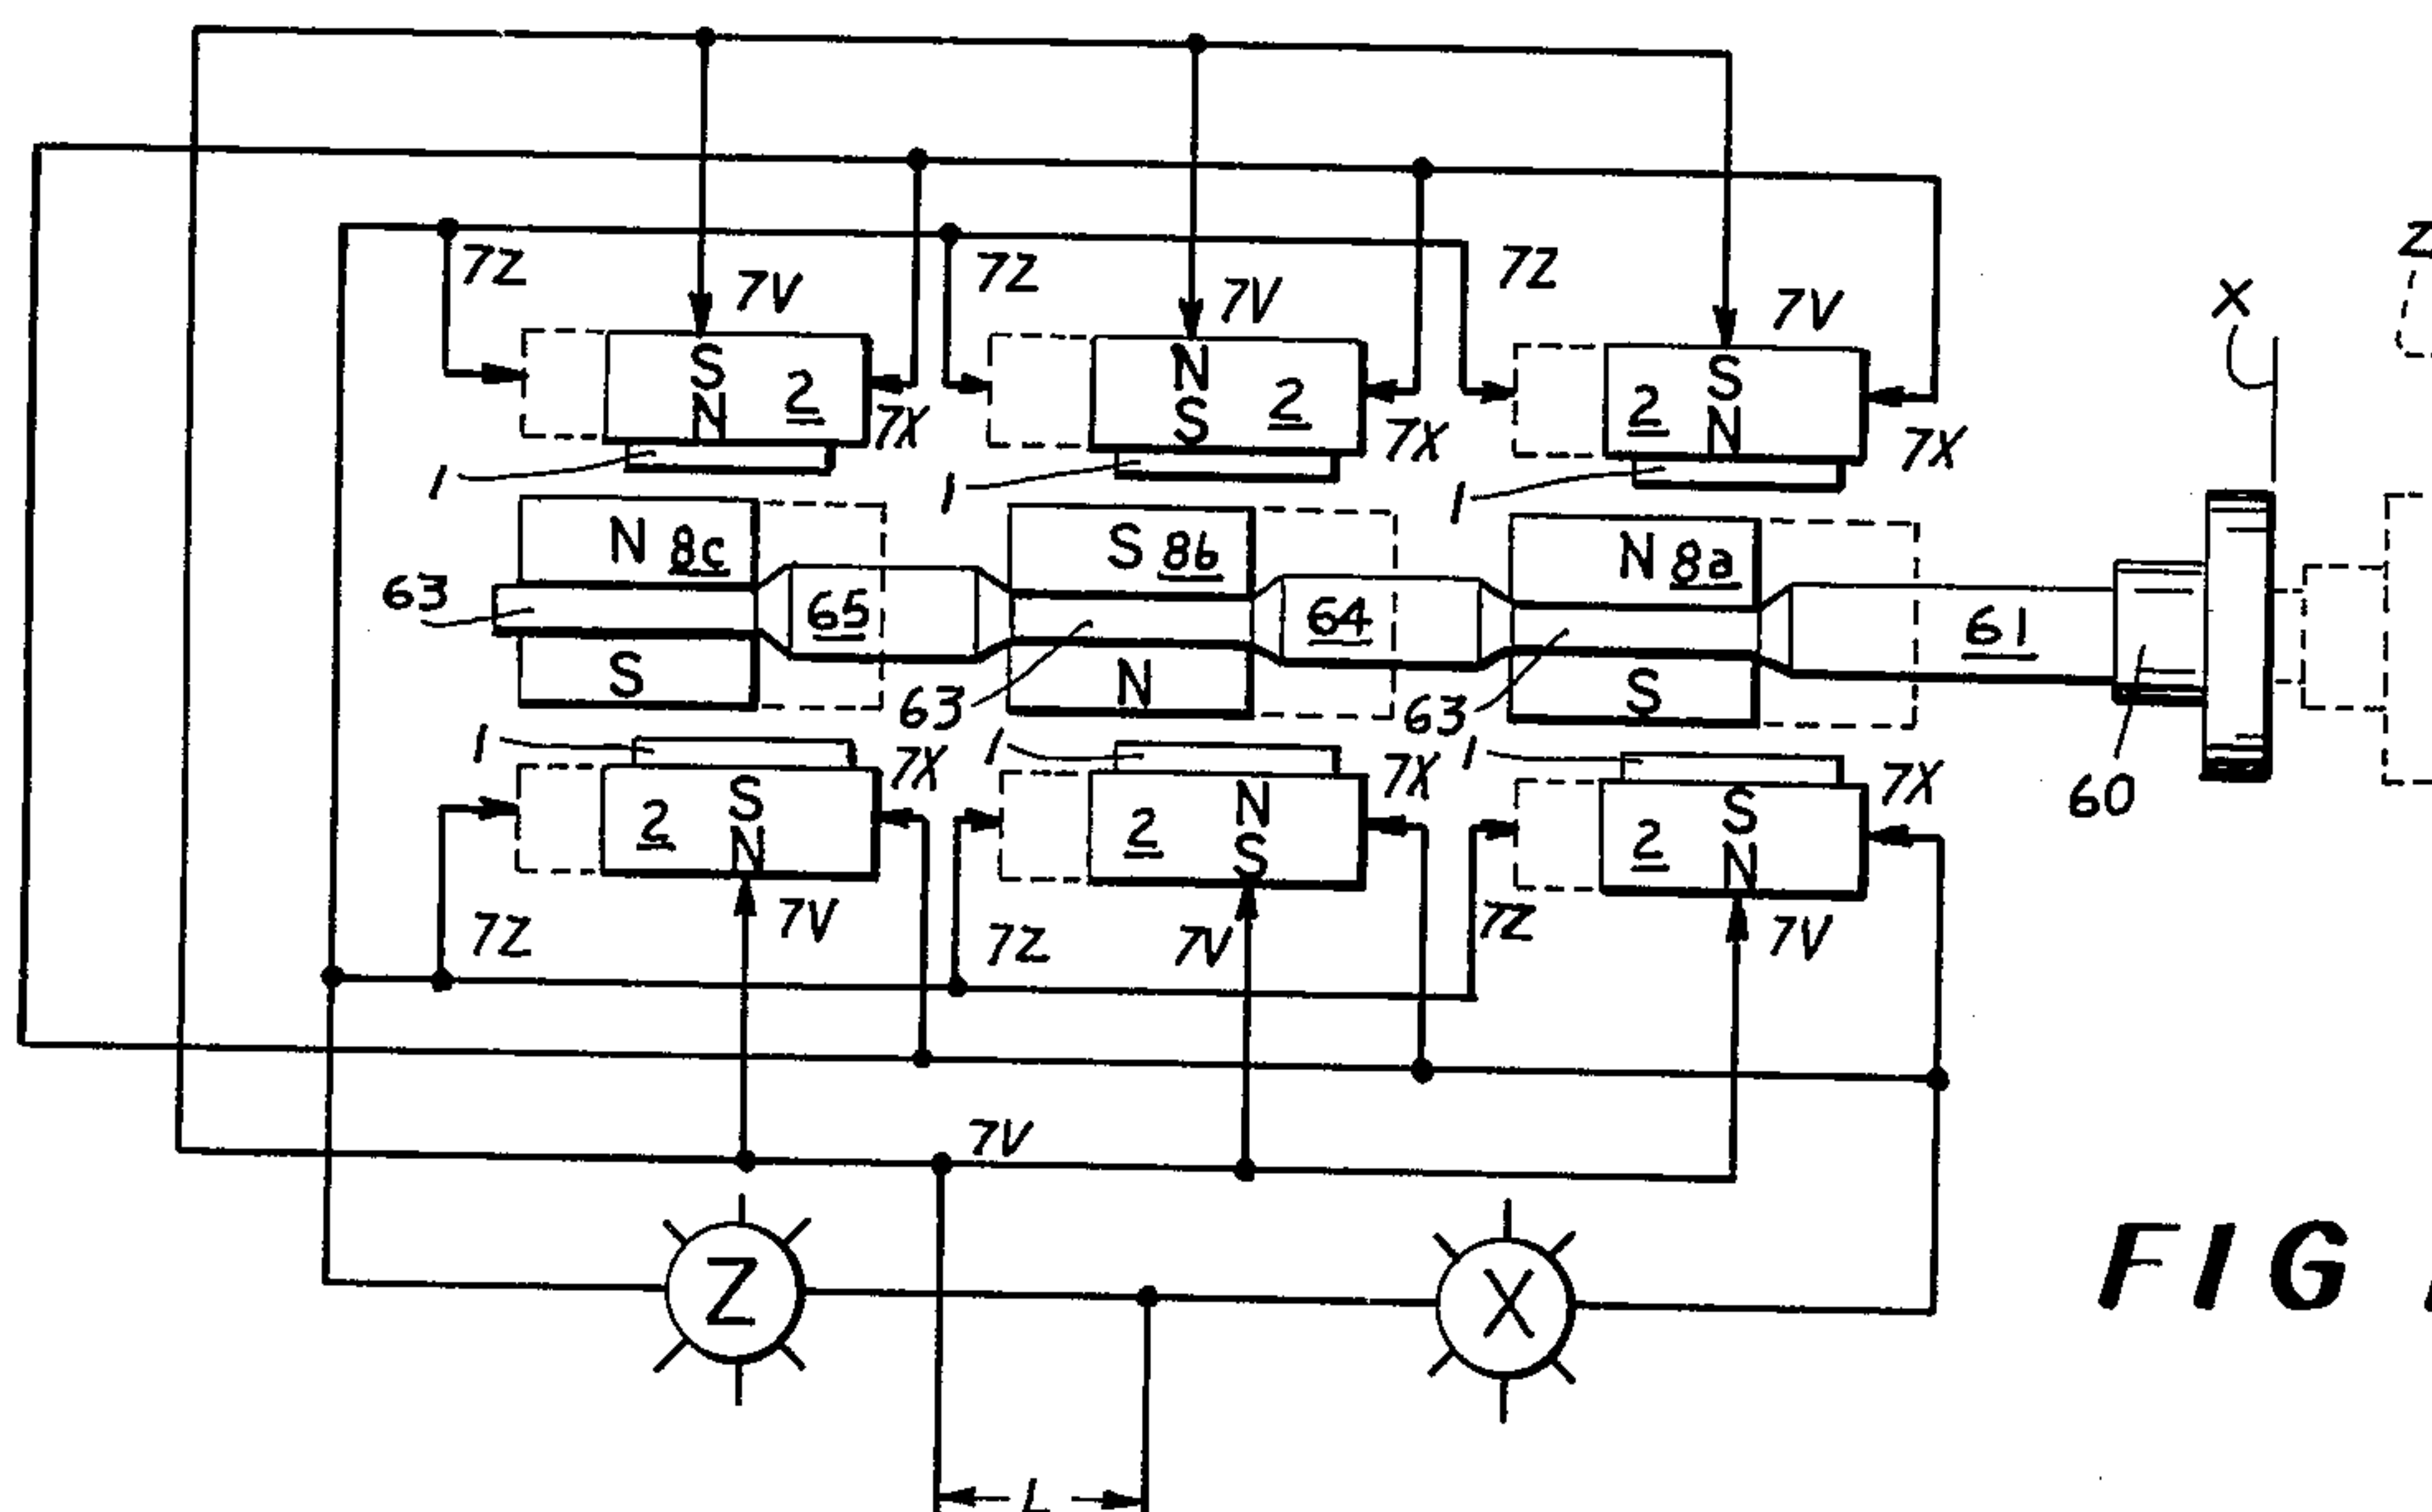 7Z 7V 7Z 7V 7Z 7V X Z
S N 2 7X N S 2 7X 2 S N 7X
1 1 1
N 8c S 8b N 8a
63 65 64 61
S 63 N 63 S
1 7X 1 7X 1 7X
2 S N 2 N S 2 S N 60
7Z 7V 7Z 7V 7Z 7V
7V
Z X FIG
L